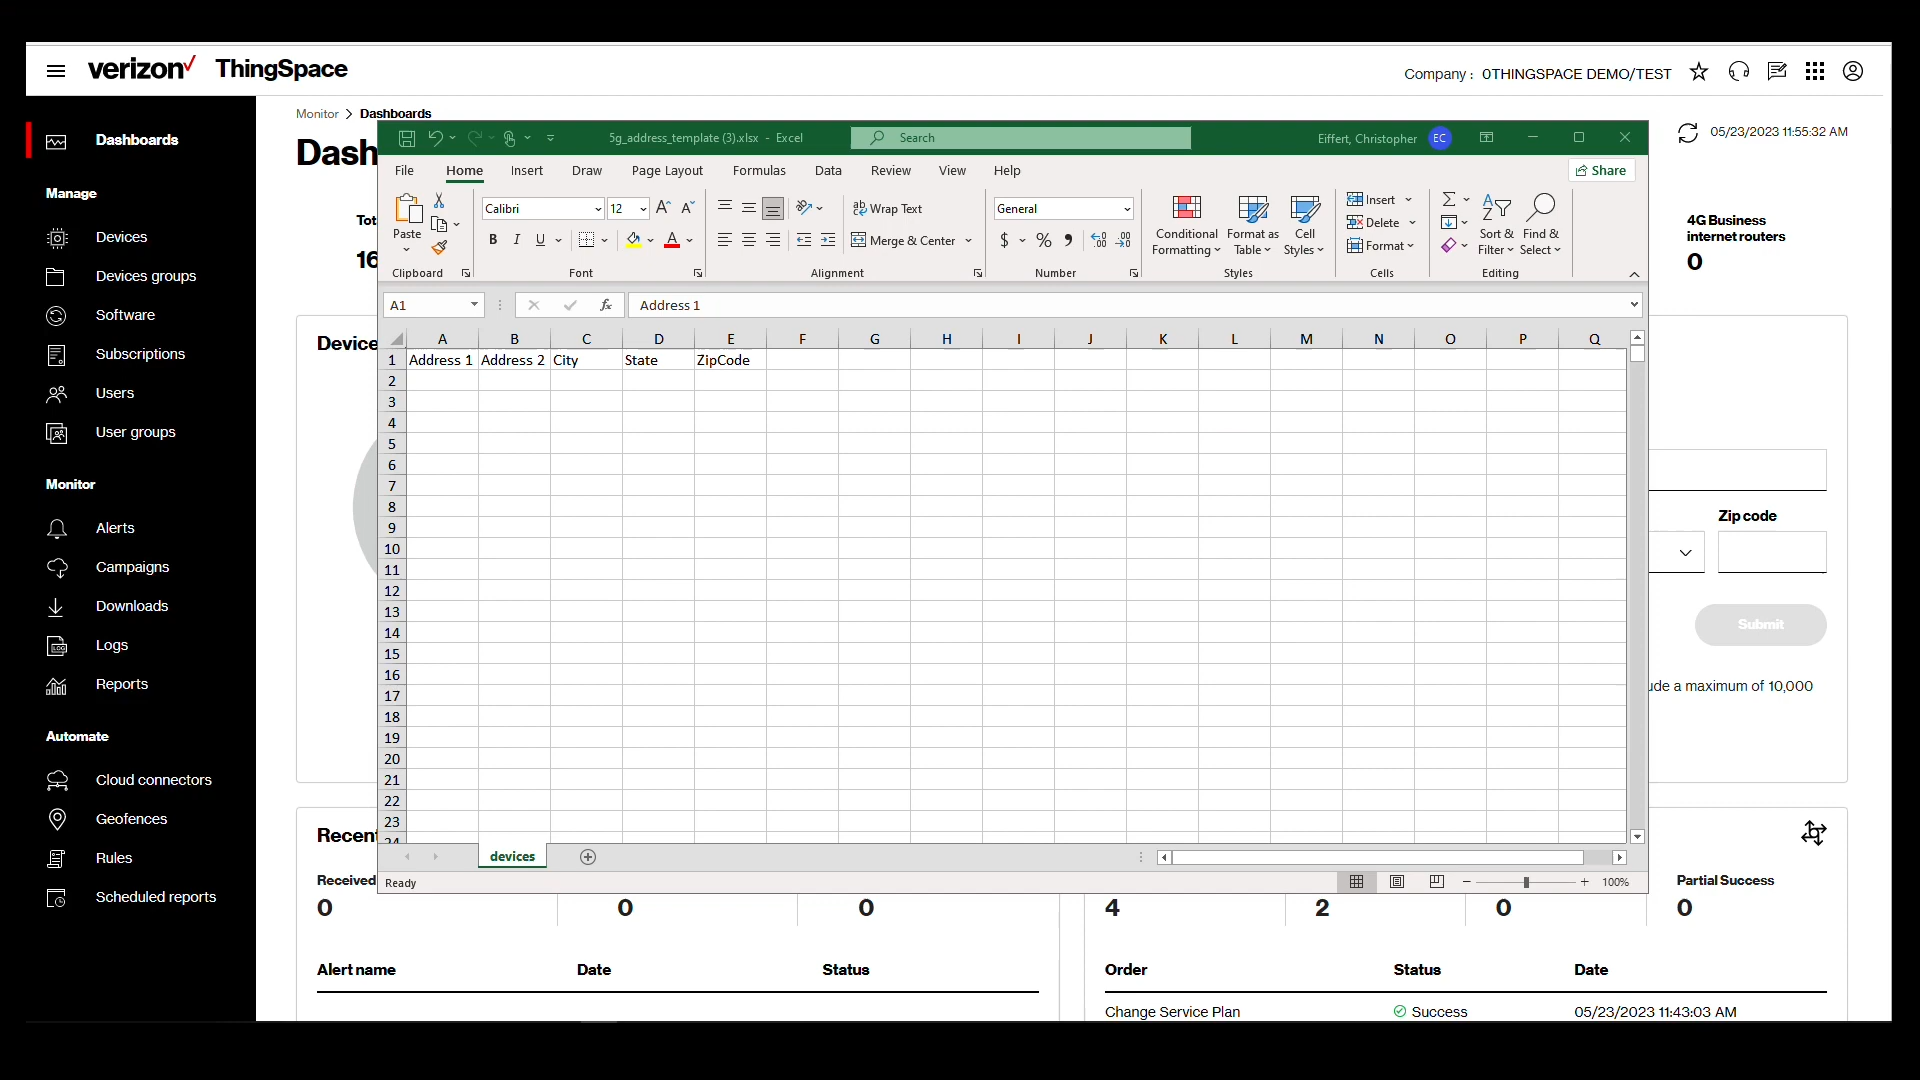 verizon ThingSpace
Company : 0THINGSPACE DEMO/TEST
Dashboards
Manage
Devices
Devices groups
Software
Subscriptions
Users
User groups
Monitor
Alerts
Campaigns
Downloads
Logs
Reports
Automate
Cloud connectors
Geofences
Rules
Scheduled reports
Monitor > Dashboards
Dash
05/23/2023 11:55:32 AM
Tot
16
4G Business
internet routers
0
Device
5g_address_template (3).xlsx - Excel
Search
Eiffert, Christopher EC
File Home Insert Draw Page Layout Formulas Data Review View Help
Share
Paste
Calibri 12
B I U
Wrap Text
Merge & Center
General
$ %
Conditional
Formatting
Format as
Table
Cell
Styles
Insert
Delete
Format
Sort &
Filter
Find &
Select
Clipboard Font Alignment Number Styles Cells Editing
A1 fx Address 1
A B C D E F G H I J K L M N O P Q
1 Address 1 Address 2 City State ZipCode
2
3
4
5
6
7
8
9
10
11
12
13
14
15
16
17
18
19
20
21
22
23
24
devices
Ready
100%
Zip code
Submit
ude a maximum of 10,000
Recent
Received
0 0 0
Partial Success
4 2 0 0
Alert name Date Status
Order Status Date
Change Service Plan Success 05/23/2023 11:43:03 AM